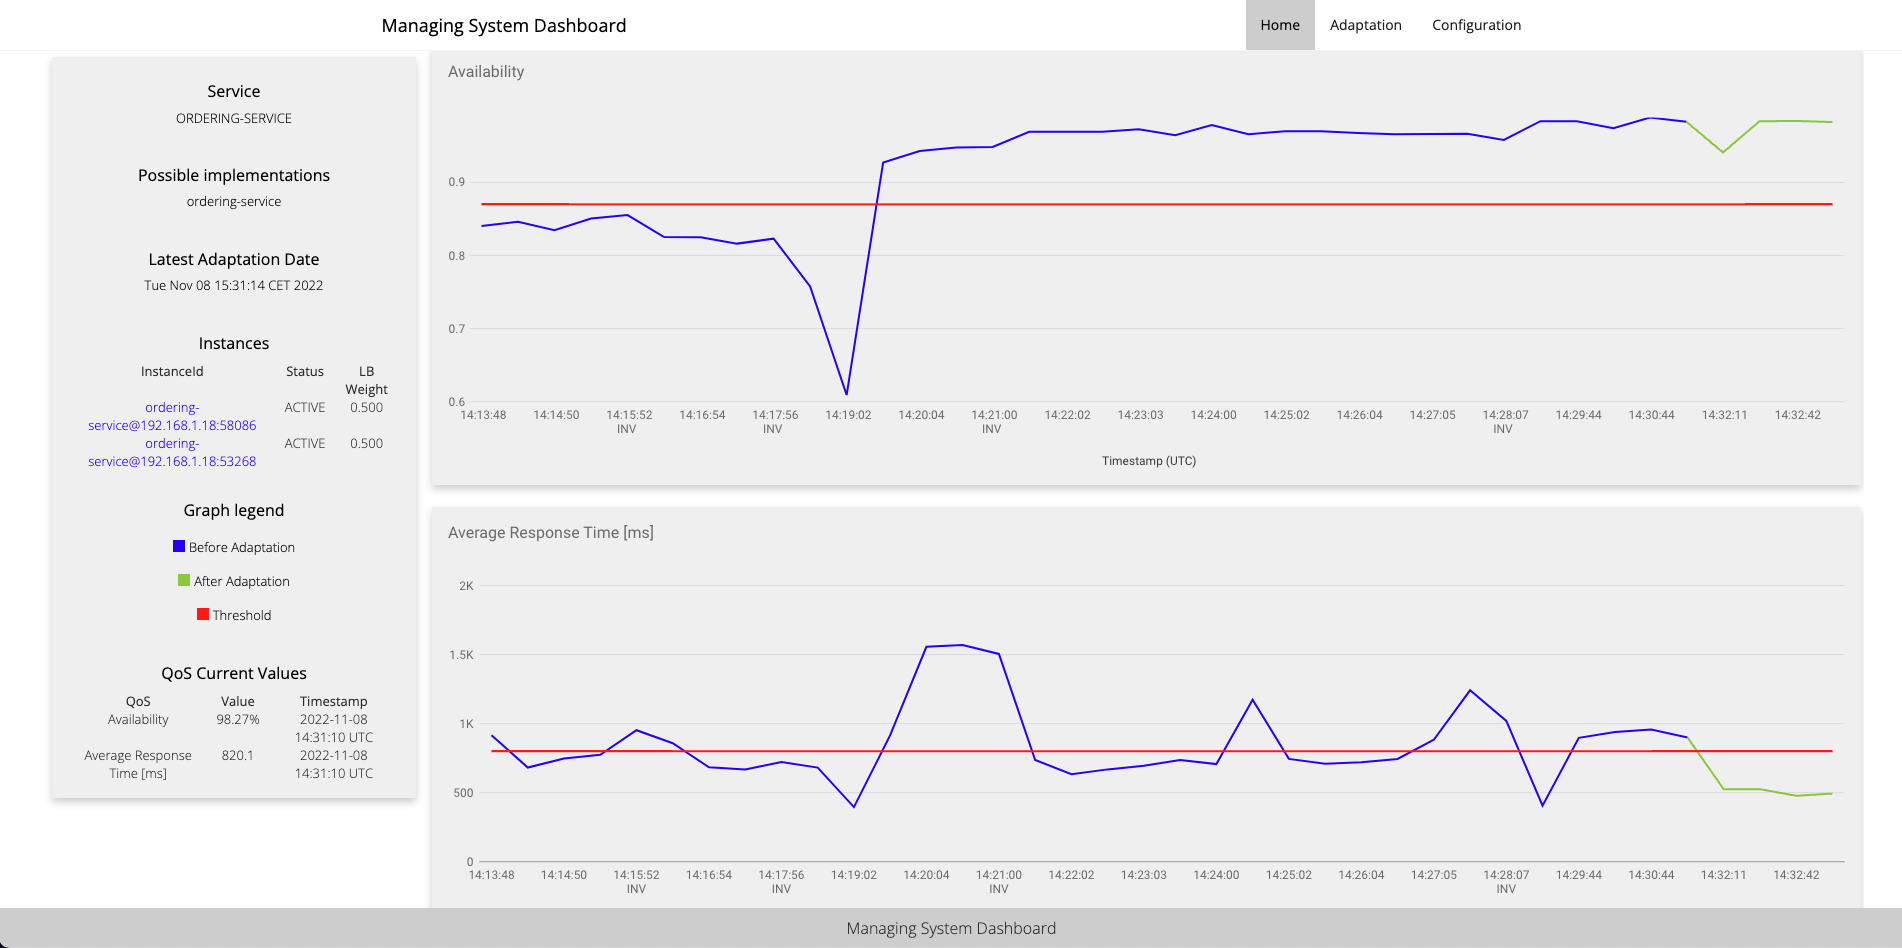 Managing System Dashboard
Home Adaptation Configuration
Service
ORDERING-SERVICE
Possible implementations
ordering-service
Latest Adaptation Date
Tue Nov 08 15:31:14 CET 2022
Instances
InstanceId Status LB
Weight
ordering- ACTIVE 0.500
service@192.168.1.18:58086
ordering- ACTIVE 0.500
service@192.168.1.18:53268
Graph legend
Before Adaptation
After Adaptation
Threshold
QoS Current Values
QoS Value Timestamp
Availability 98.27% 2022-11-08
14:31:10 UTC
Average Response 820.1 2022-11-08
Time [ms] 14:31:10 UTC
Availability
0.9
0.8
0.7
0.6
14:13:48 14:14:50 14:15:52 14:16:54 14:17:56 14:19:02 14:20:04 14:21:00 14:22:02 14:23:03 14:24:00 14:25:02 14:26:04 14:27:05 14:28:07 14:29:44 14:30:44 14:32:11 14:32:42
INV INV INV INV
Timestamp (UTC)
Average Response Time [ms]
2K
1.5K
1K
500
0
14:13:48 14:14:50 14:15:52 14:16:54 14:17:56 14:19:02 14:20:04 14:21:00 14:22:02 14:23:03 14:24:00 14:25:02 14:26:04 14:27:05 14:28:07 14:29:44 14:30:44 14:32:11 14:32:42
INV INV INV INV
Managing System Dashboard